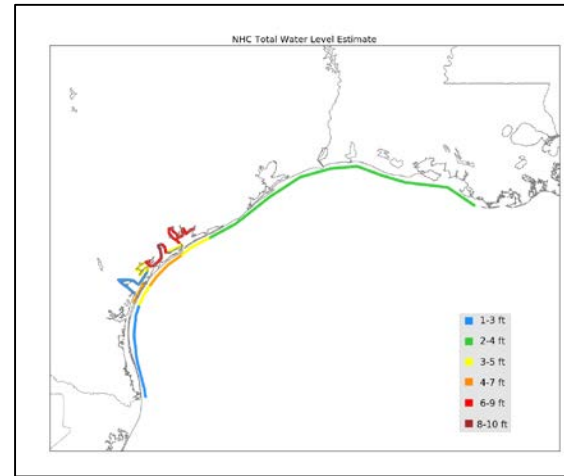 NHC Total Water Level Estimate
1-3 ft
2-4 ft
3-5 ft
4-7 ft
6-9 ft
8-10 ft